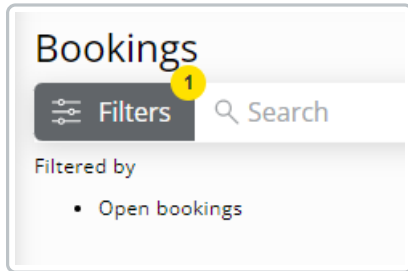 Bookings
1
Filters
Search
Filtered by
• Open bookings